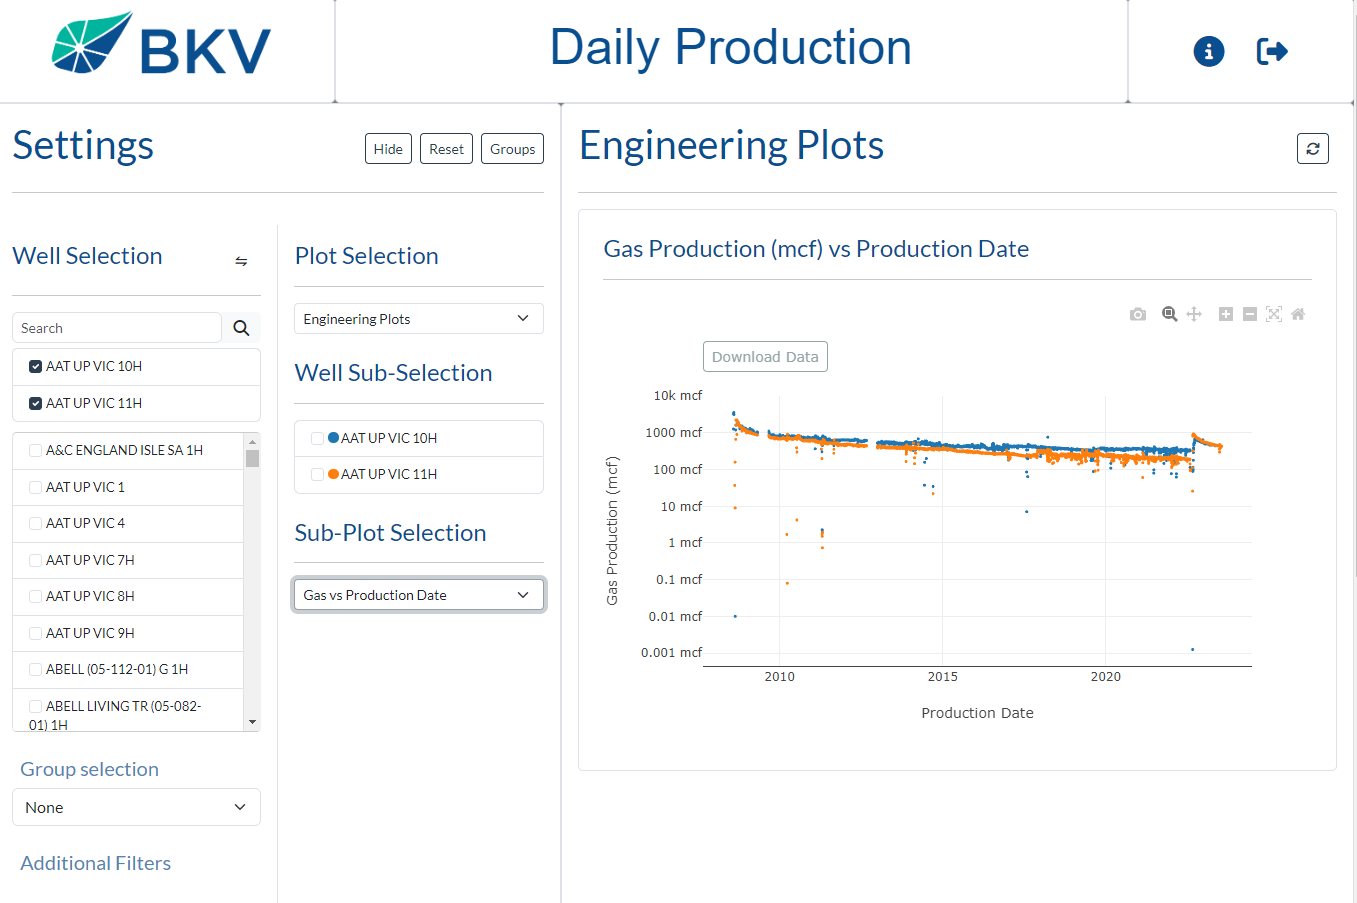 BKV
Daily Production
Settings
Hide
Reset
Groups
Engineering Plots
Well Selection
Search
AAT UP VIC 10H
AAT UP VIC 11H
A&C ENGLAND ISLE SA 1H
AAT UP VIC 1
AAT UP VIC 4
AAT UP VIC 7H
AAT UP VIC 8H
AAT UP VIC 9H
ABELL (05-112-01) G 1H
ABELL LIVING TR (05-082-
01) 1H
Group selection
None
Additional Filters
Plot Selection
Engineering Plots
Well Sub-Selection
AAT UP VIC 10H
AAT UP VIC 11H
Sub-Plot Selection
Gas vs Production Date
Gas Production (mcf) vs Production Date
Download Data
10k mcf
1000 mcf
100 mcf
10 mcf
1 mcf
0.1 mcf
0.01 mcf
0.001 mcf
Gas Production (mcf)
2010
2015
2020
Production Date